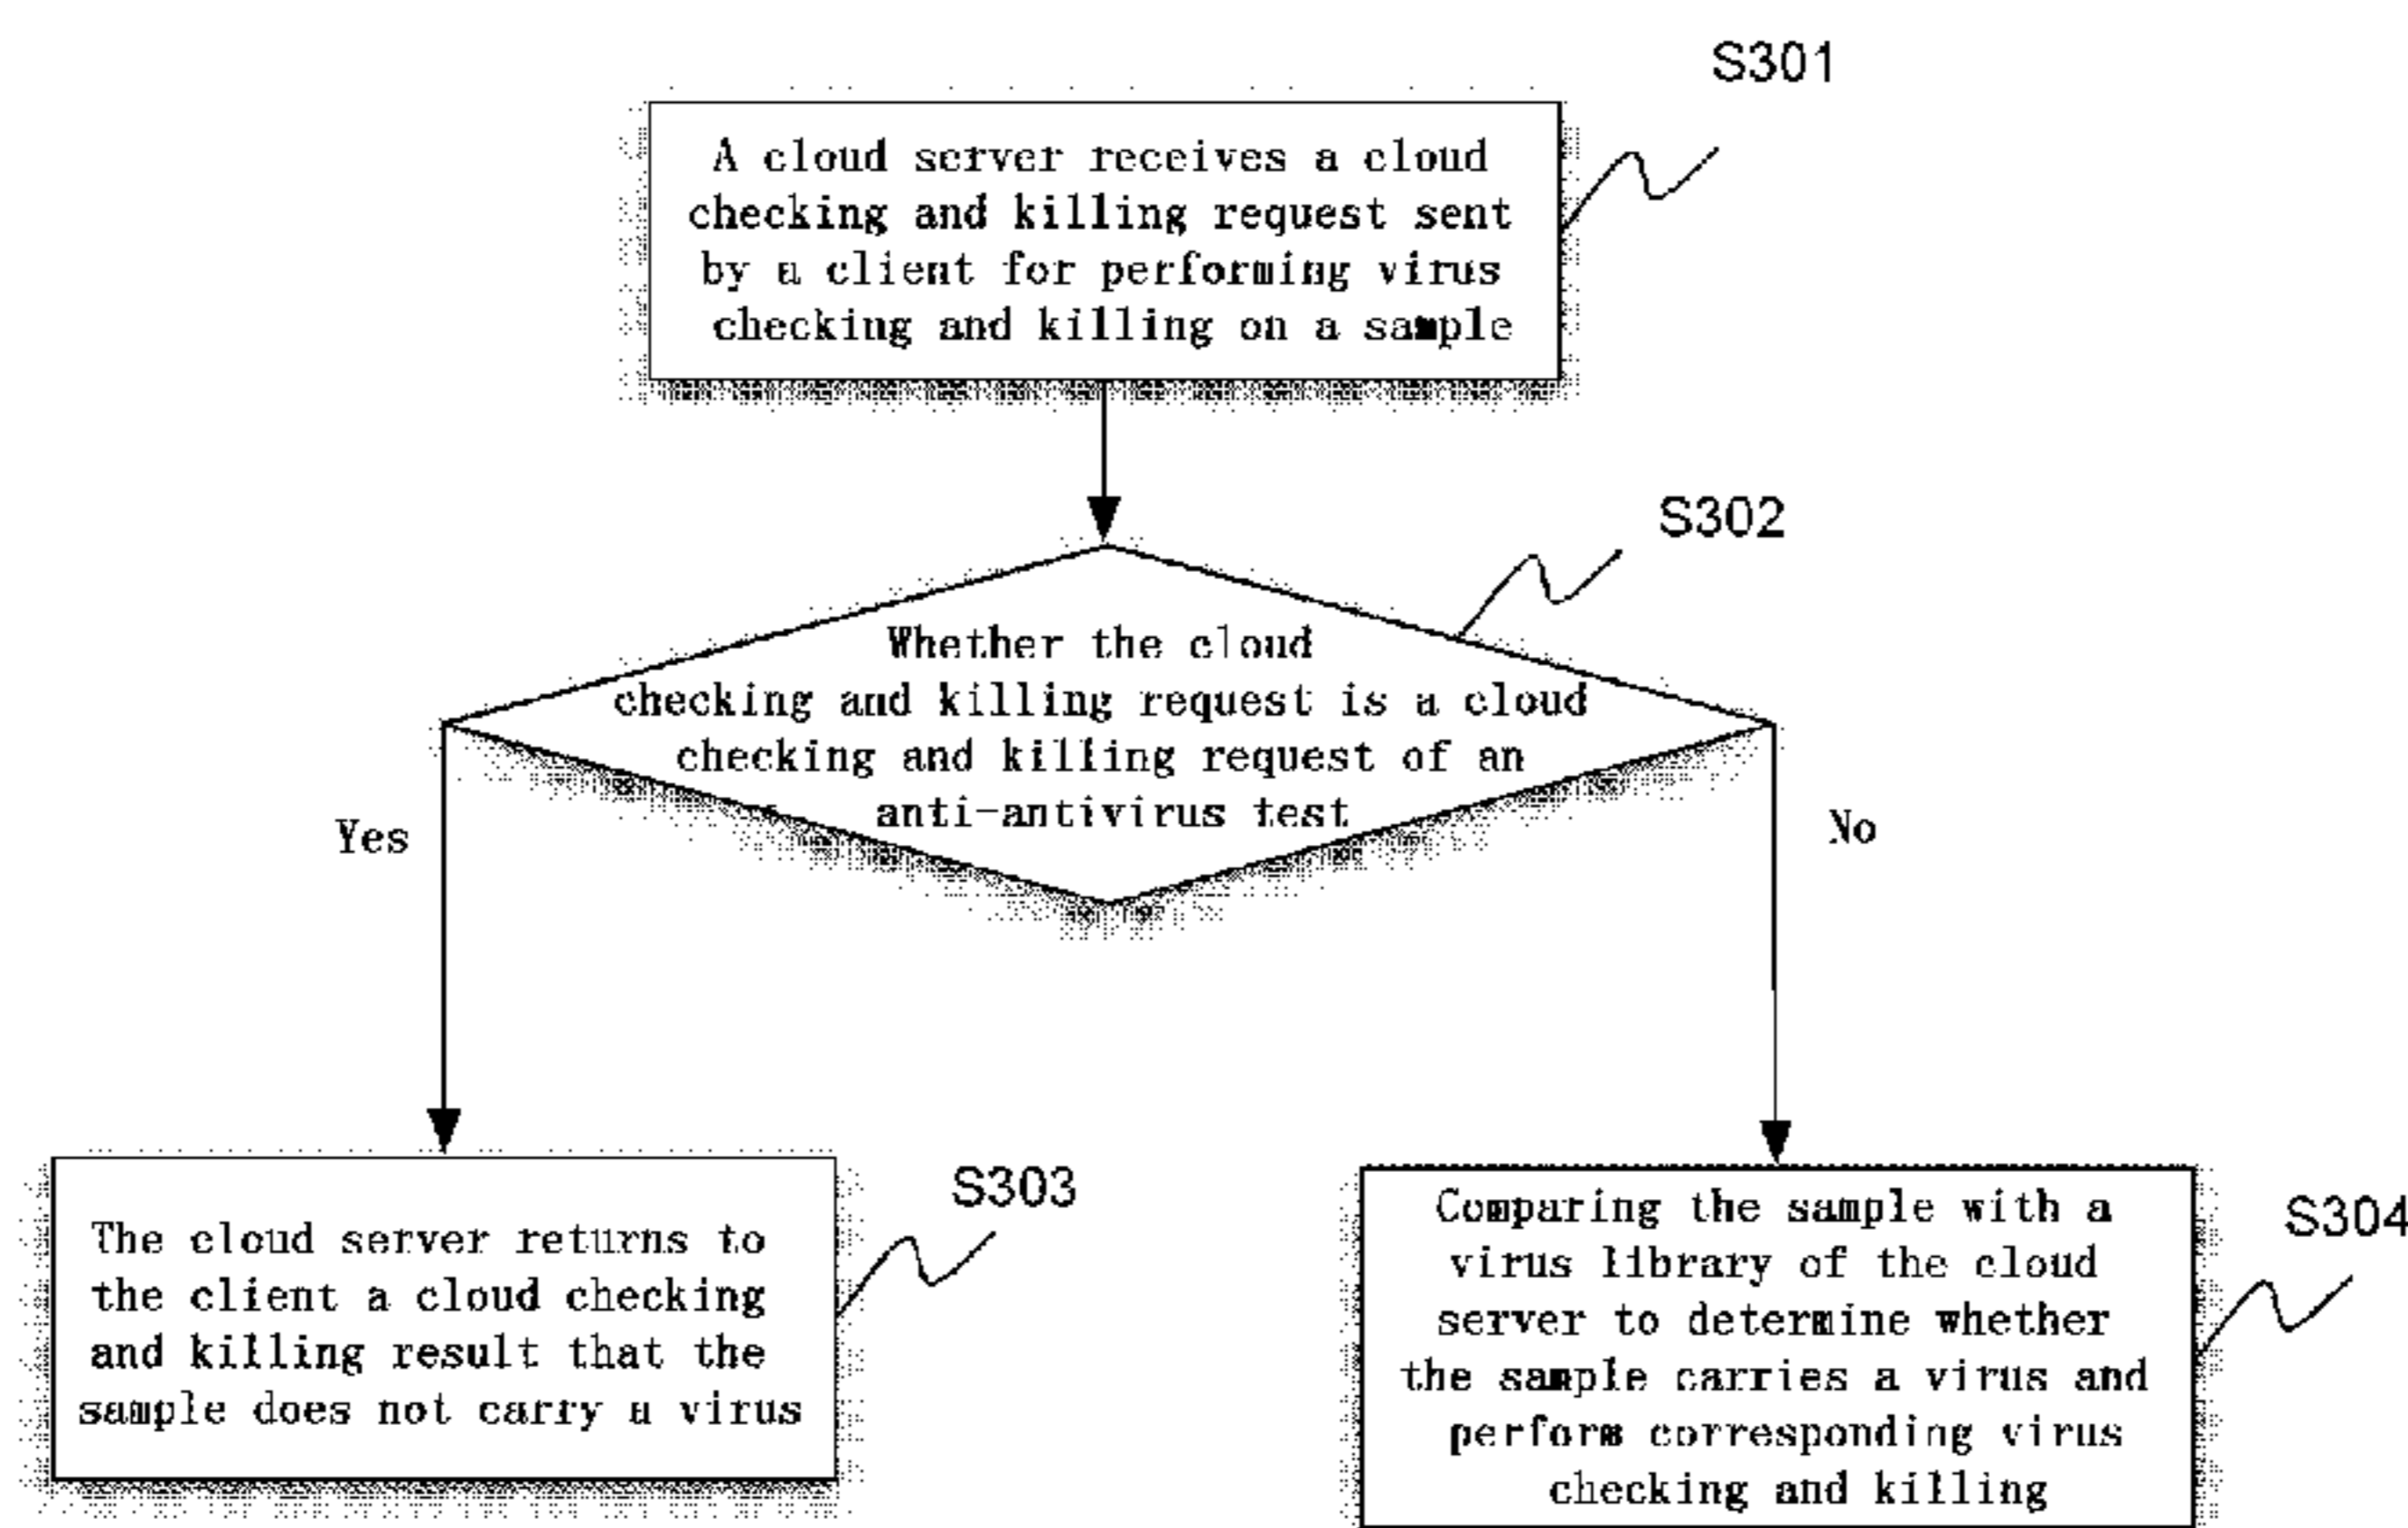 S301
A cloud server receives a cloud
checking and killing request sent
by a client for performing virus
checking and killing on a sample
S302
Whether the cloud
checking and killing request is a cloud
checking and killing request of an
anti-antivirus test
Yes
No
S303
The cloud server returns to
the client a cloud checking
and killing result that the
sample does not carry a virus
S304
Comparing the sample with a
virus library of the cloud
server to determine whether
the sample carries a virus and
perform corresponding virus
checking and killing